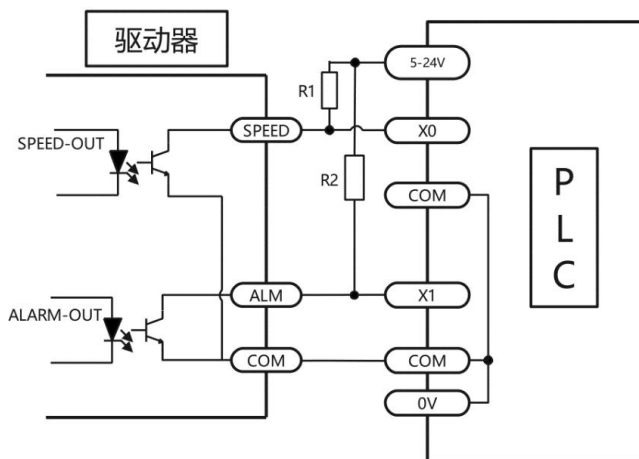 驱动器
5-24V
R1
SPEED
X0
SPEED-OUT
R2
COM
PLC
ALM
X1
ALARM-OUT
COM
COM
0V